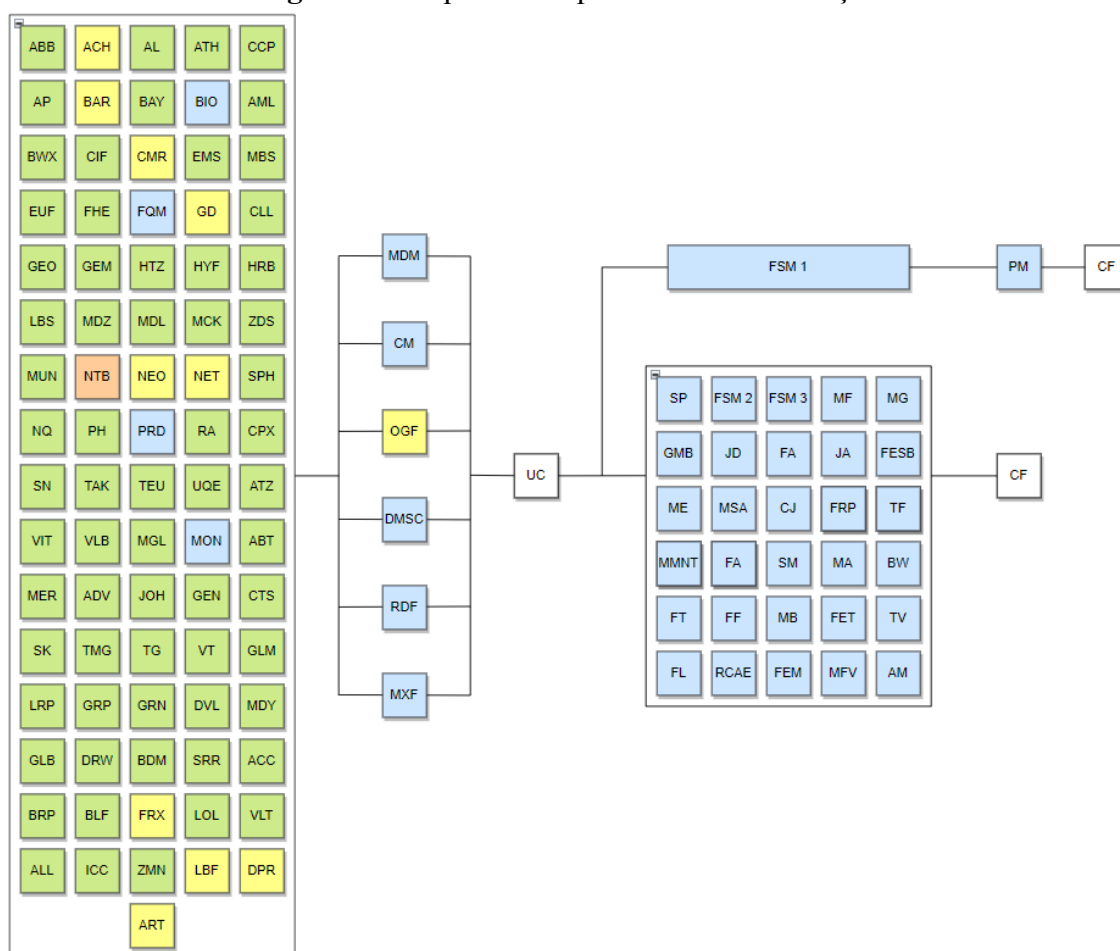 ABB ACH AL ATH CCP
AP BAR BAY BIO AML
BWX CIF CMR EMS MBS
EUF FHE FQM GD CLL
GEO GEM HTZ HYF HRB
LBS MDZ MDL MCK ZDS
MUN NTB NEO NET SPH
NQ PH PRD RA CPX
SN TAK TEU UQE ATZ
VIT VLB MGL MON ABT
MER ADV JOH GEN CTS
SK TMG TG VT GLM
LRP GRP GRN DVL MDY
GLB DRW BDM SRR ACC
BRP BLF FRX LOL VLT
ALL ICC ZMN LBF DPR
ART
MDM
CM
OGF
DMSC
RDF
MXF
UC
FSM 1 PM CF
SP FSM 2 FSM 3 MF MG
GMB JD FA JA FESB
ME MSA CJ FRP TF
MMNT FA SM MA BW
FT FF MB FET TV
FL RCAE FEM MFV AM
CF